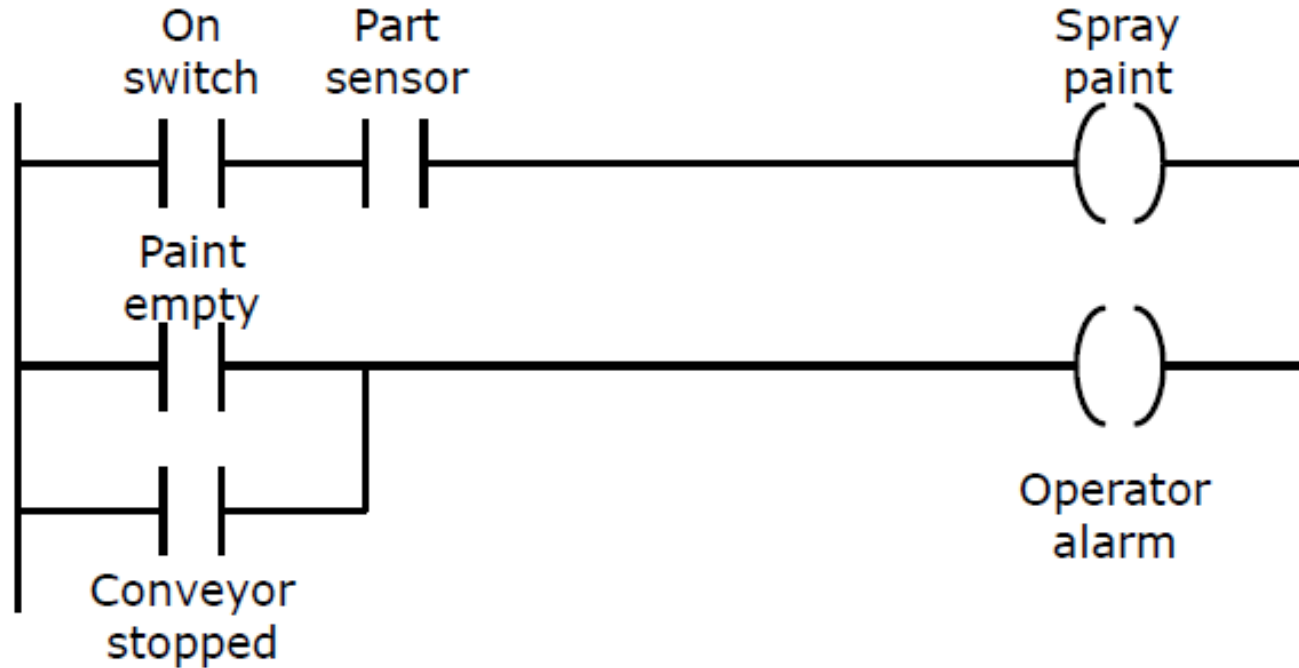 On
switch
Part
sensor
Spray
paint
Paint
empty
Operator
alarm
Conveyor
stopped